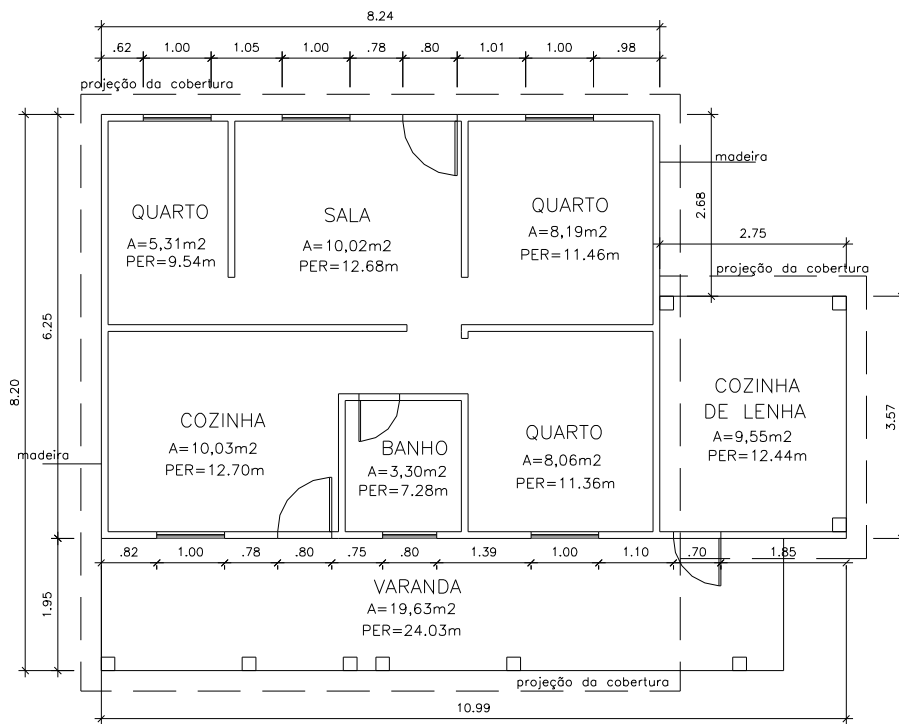 8.24
.62 1.00 1.05 1.00 .78 .80 1.01 1.00 .98
projeção da cobertura
madeira
QUARTO
A=5,31m2
PER=9.54m
SALA
A=10,02m2
PER=12.68m
QUARTO
A=8,19m2
PER=11.46m
2.68
2.75
projeção da cobertura
6.25
8.20
COZINHA
A=10,03m2
PER=12.70m
BANHO
A=3,30m2
PER=7.28m
QUARTO
A=8,06m2
PER=11.36m
COZINHA
DE LENHA
A=9,55m2
PER=12.44m
3.57
madeira
.82 1.00 .78 .80 .75 .80 1.39 1.00 1.10 .70 1.85
1.95
VARANDA
A=19,63m2
PER=24.03m
projeção da cobertura
10.99